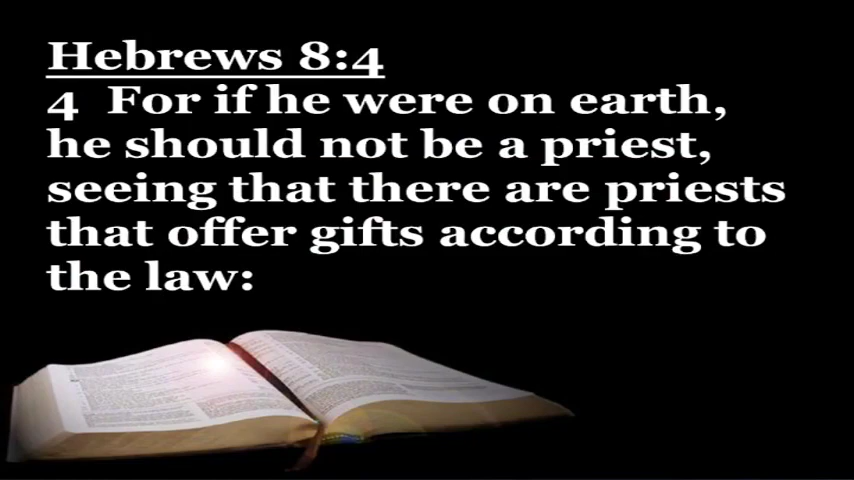 Hebrews 8:4
4 For if he were on earth,
he should not be a priest,
seeing that there are priests
that offer gifts according to
the law: